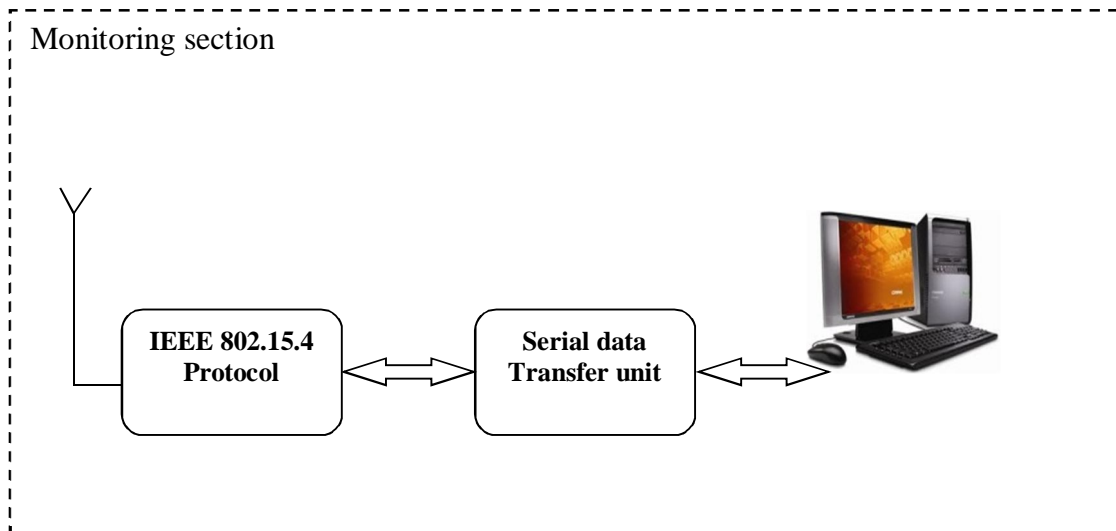 Monitoring section
IEEE 802.15.4
Protocol
Serial data
Transfer unit